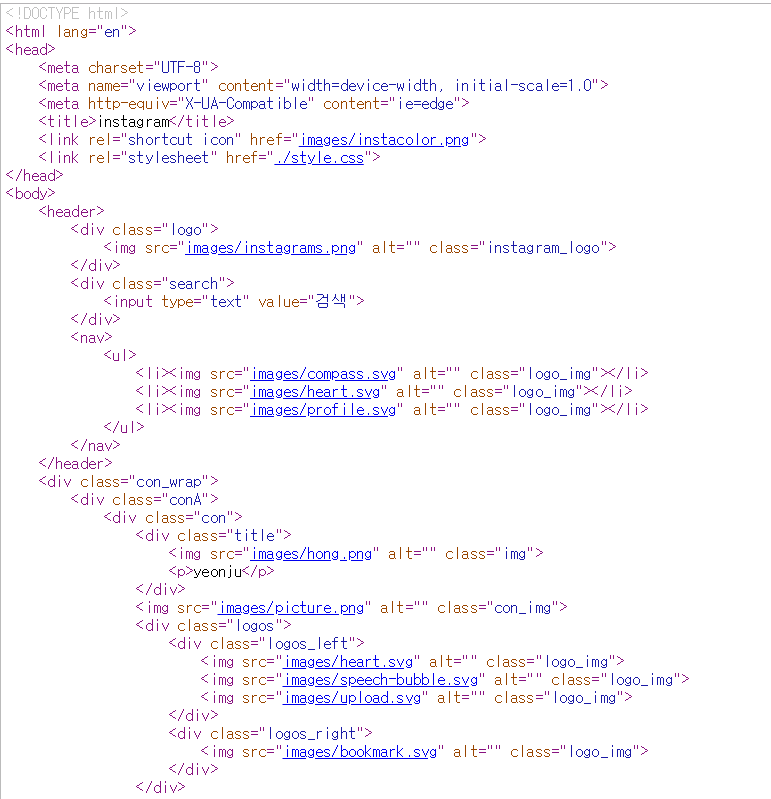 <!DOCTYPE html>
<html lang="en">
<head>
    <meta charset="UTF-8">
    <meta name="viewport" content="width=device-width, initial-scale=1.0">
    <meta http-equiv="X-UA-Compatible" content="ie=edge">
    <title>instagram</title>
    <link rel="shortcut icon" href="images/instacolor.png">
    <link rel="stylesheet" href="./style.css">
</head>
<body>
    <header>
        <div class="logo">
            <img src="images/instagrams.png" alt="" class="instagram_logo">
        </div>
        <div class="search">
            <input type="text" value="검색">
        </div>
        <nav>
            <ul>
                <li><img src="images/compass.svg" alt="" class="logo_img"></li>
                <li><img src="images/heart.svg" alt="" class="logo_img"></li>
                <li><img src="images/profile.svg" alt="" class="logo_img"></li>
            </ul>
        </nav>
    </header>
    <div class="con_wrap">
        <div class="conA">
            <div class="con">
                <div class="title">
                    <img src="images/hong.png" alt="" class="img">
                    <p>yeonju</p>
                </div>
                <img src="images/picture.png" alt="" class="con_img">
                <div class="logos">
                    <div class="logos_left">
                        <img src="images/heart.svg" alt="" class="logo_img">
                        <img src="images/speech-bubble.svg" alt="" class="logo_img">
                        <img src="images/upload.svg" alt="" class="logo_img">
                    </div>
                    <div class="logos_right">
                        <img src="images/bookmark.svg" alt="" class="logo_img">
                    </div>
                </div>